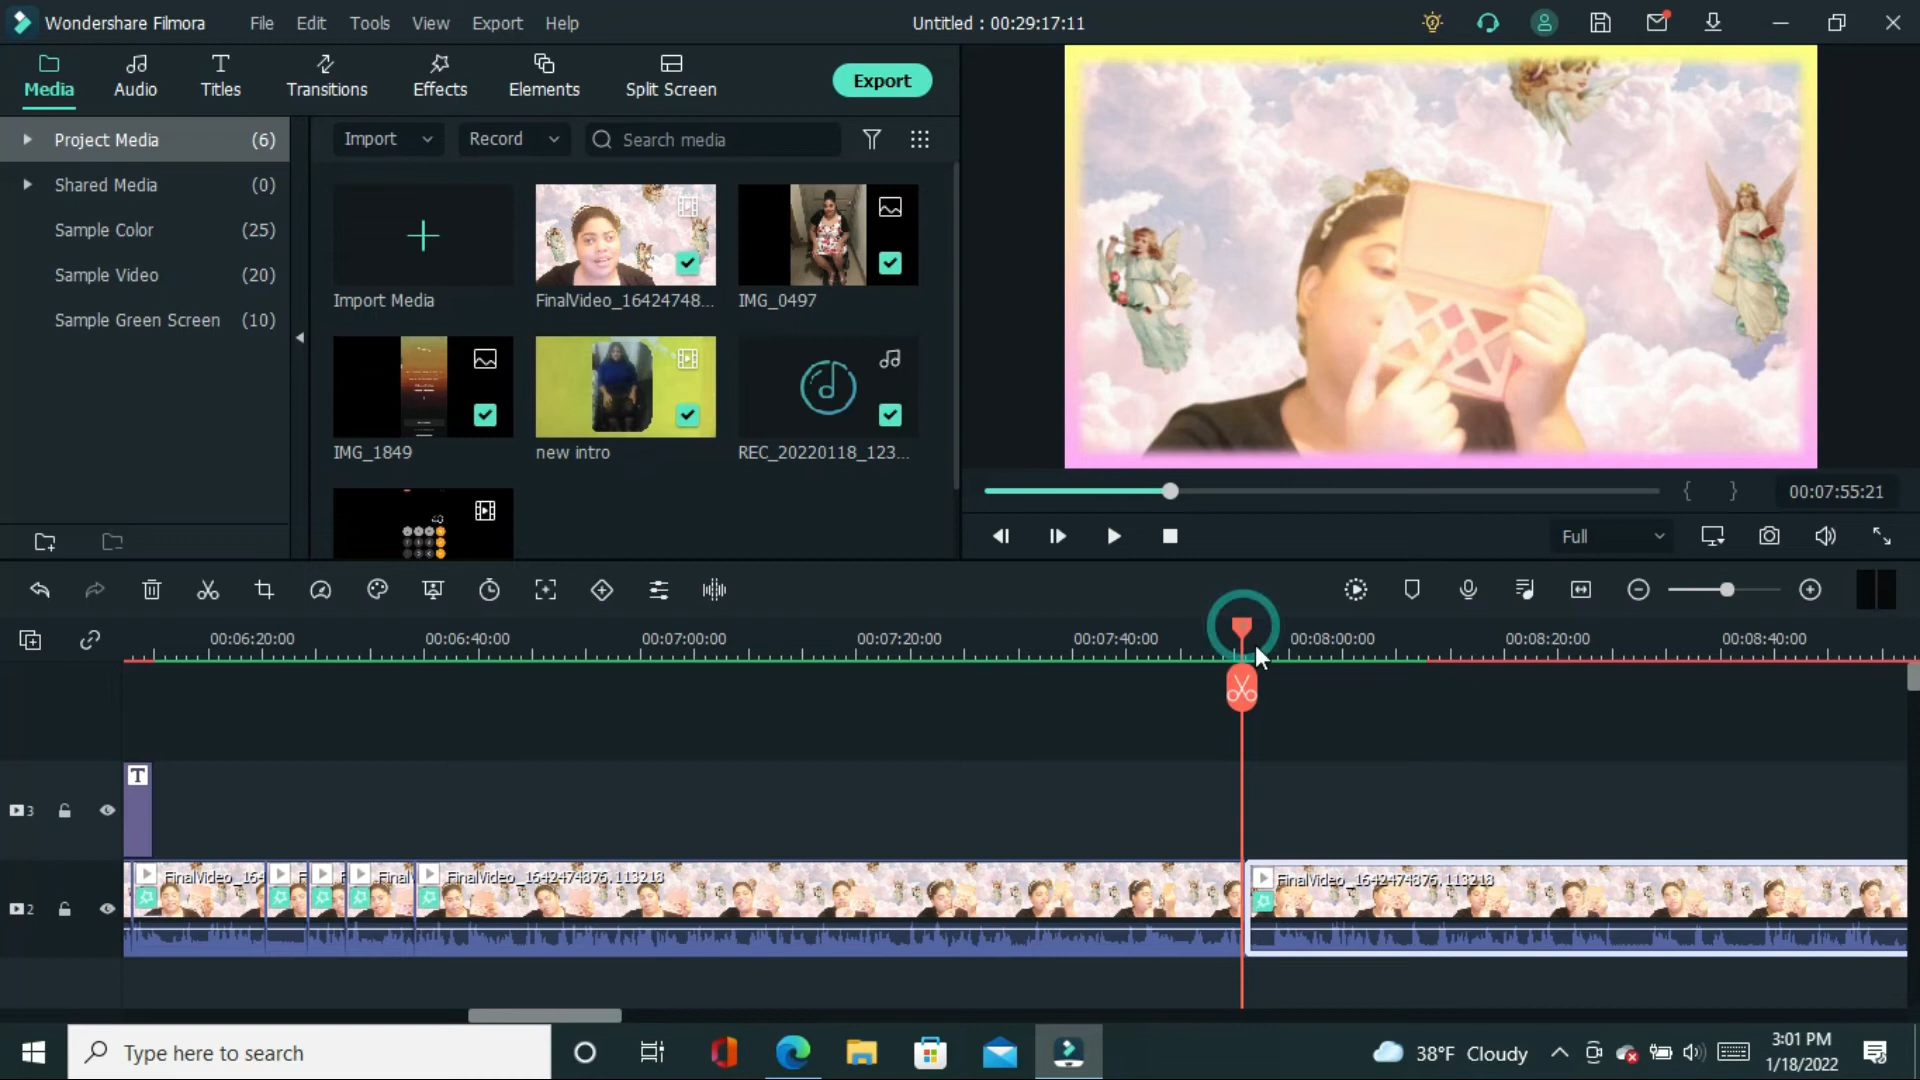 Wondershare Filmora File Edit Tools View Export Help Untitled : 00:29:17:11
Media Audio Titles Transitions Effects Elements Split Screen Export
Project Media (6)
Shared Media (0)
Sample Color (25)
Sample Video (20)
Sample Green Screen (10)
Import Record Search media
Import Media FinalVideo_16424748... IMG_0497
IMG_1849 new intro REC_20220118_123...
{ } 00:07:55:21
Full
00:06:20:00 00:06:40:00 00:07:00:00 00:07:20:00 00:07:40:00 00:08:00:00 00:08:20:00 00:08:40:00
T
3
FinalVideo_164 F F Final FinalVideo_1642474876.113218 FinalVideo_1642474876.113218
2
Type here to search 38°F Cloudy 3:01 PM
1/18/2022